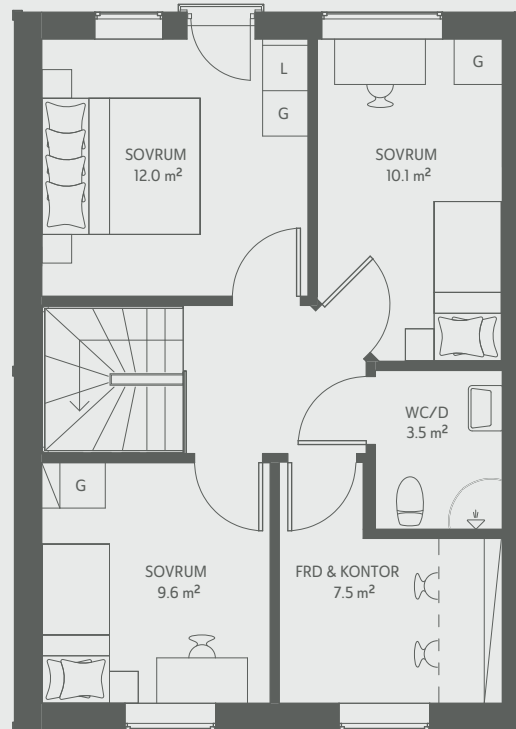 L
G
G
SOVRUM
12.0 m²
SOVRUM
10.1 m²
WC/D
3.5 m²
G
SOVRUM
9.6 m²
FRD & KONTOR
7.5 m²